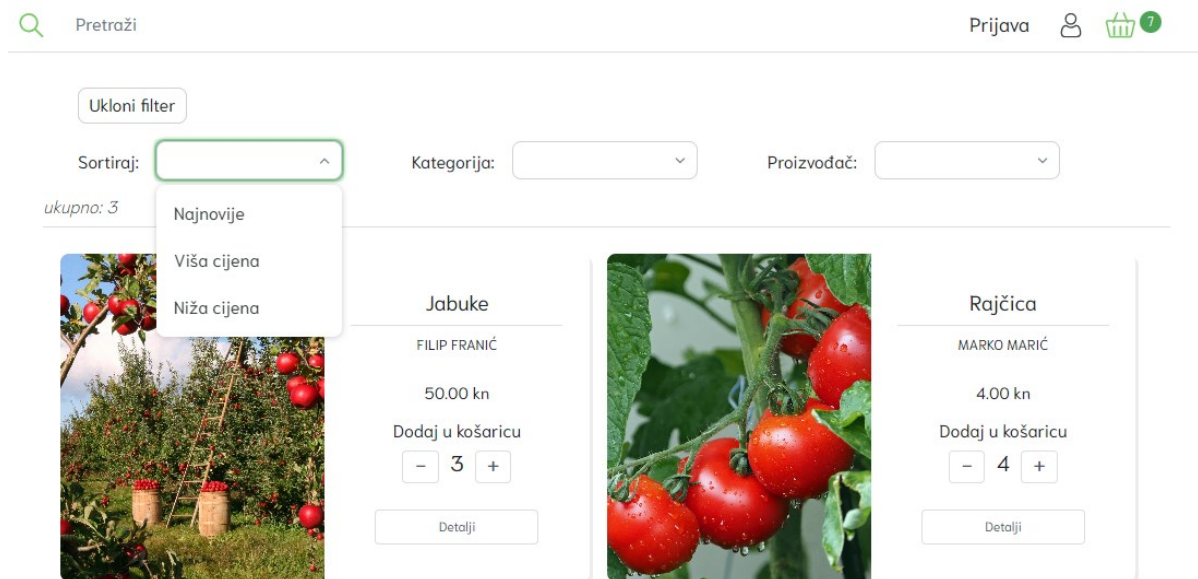 Pretraži Prijava 7
Ukloni filter
Sortiraj: Kategorija: Proizvođač:
ukupno: 3
Najnovije
Viša cijena
Niža cijena
Jabuke
FILIP FRANIĆ
50.00 kn
Dodaj u košaricu
- 3 +
Detalji
Rajčica
MARKO MARIĆ
4.00 kn
Dodaj u košaricu
- 4 +
Detalji